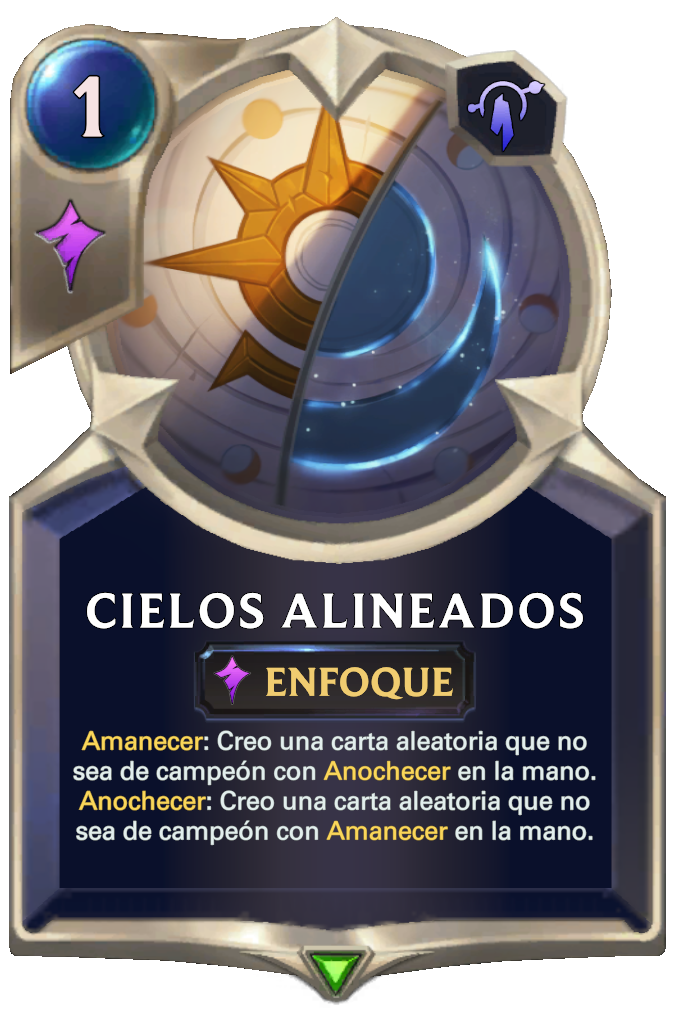 1
CIELOS ALINEADOS
ENFOQUE
Amanecer: Creo una carta aleatoria que no
sea de campeón con Anochecer en la mano.
Anochecer: Creo una carta aleatoria que no
sea de campeón con Amanecer en la mano.